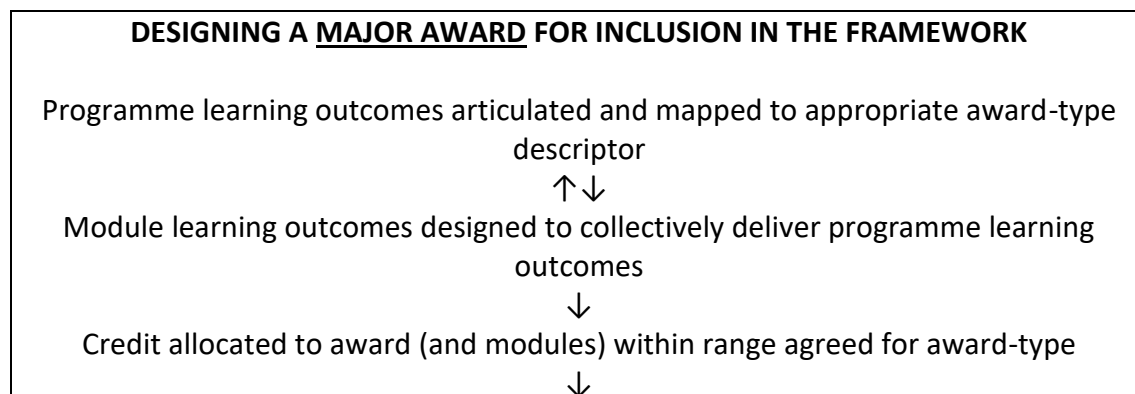 DESIGNING A MAJOR AWARD FOR INCLUSION IN THE FRAMEWORK
Programme learning outcomes articulated and mapped to appropriate award-type
descriptor
↑↓
Module learning outcomes designed to collectively deliver programme learning
outcomes
↓
Credit allocated to award (and modules) within range agreed for award-type
↓